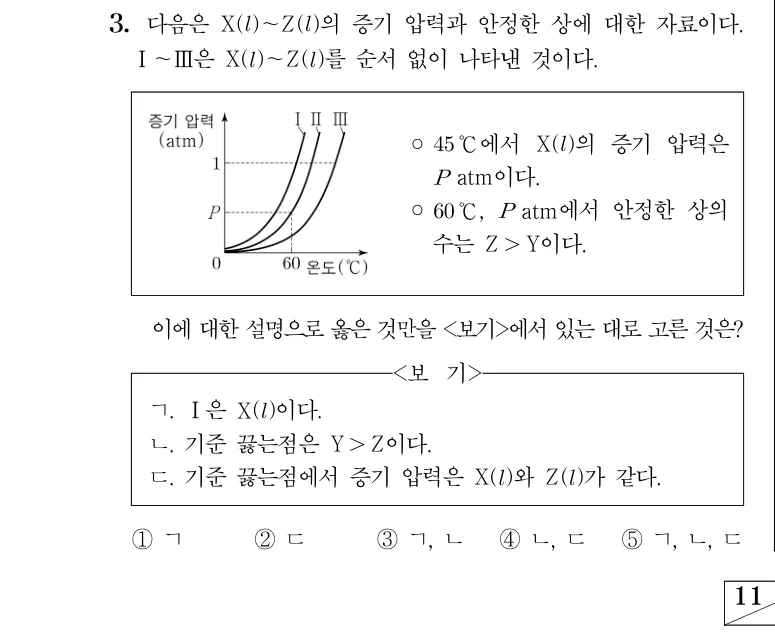 3. 다음은 X(l)~Z(l)의 증기 압력과 안정한 상에 대한 자료이다.
Ⅰ~Ⅲ은 X(l)~Z(l)를 순서 없이 나타낸 것이다.
증기 압력
(atm)
Ⅰ Ⅱ Ⅲ
1
P
0
60 온도(℃)
○ 45℃에서 X(l)의 증기 압력은
P atm이다.
○ 60℃, P atm에서 안정한 상의
수는 Z > Y이다.
이에 대한 설명으로 옳은 것만을 <보기>에서 있는 대로 고른 것은?
<보 기>
ㄱ. Ⅰ은 X(l)이다.
ㄴ. 기준 끓는점은 Y > Z이다.
ㄷ. 기준 끓는점에서 증기 압력은 X(l)와 Z(l)가 같다.
① ㄱ ② ㄷ ③ ㄱ, ㄴ ④ ㄴ, ㄷ ⑤ ㄱ, ㄴ, ㄷ
11